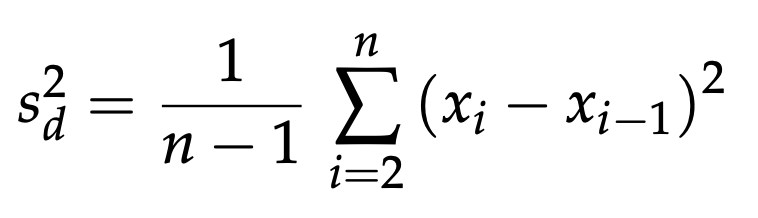 s_d^2 = \frac{1}{n-1} \sum_{i=2}^{n} (x_i - x_{i-1})^2